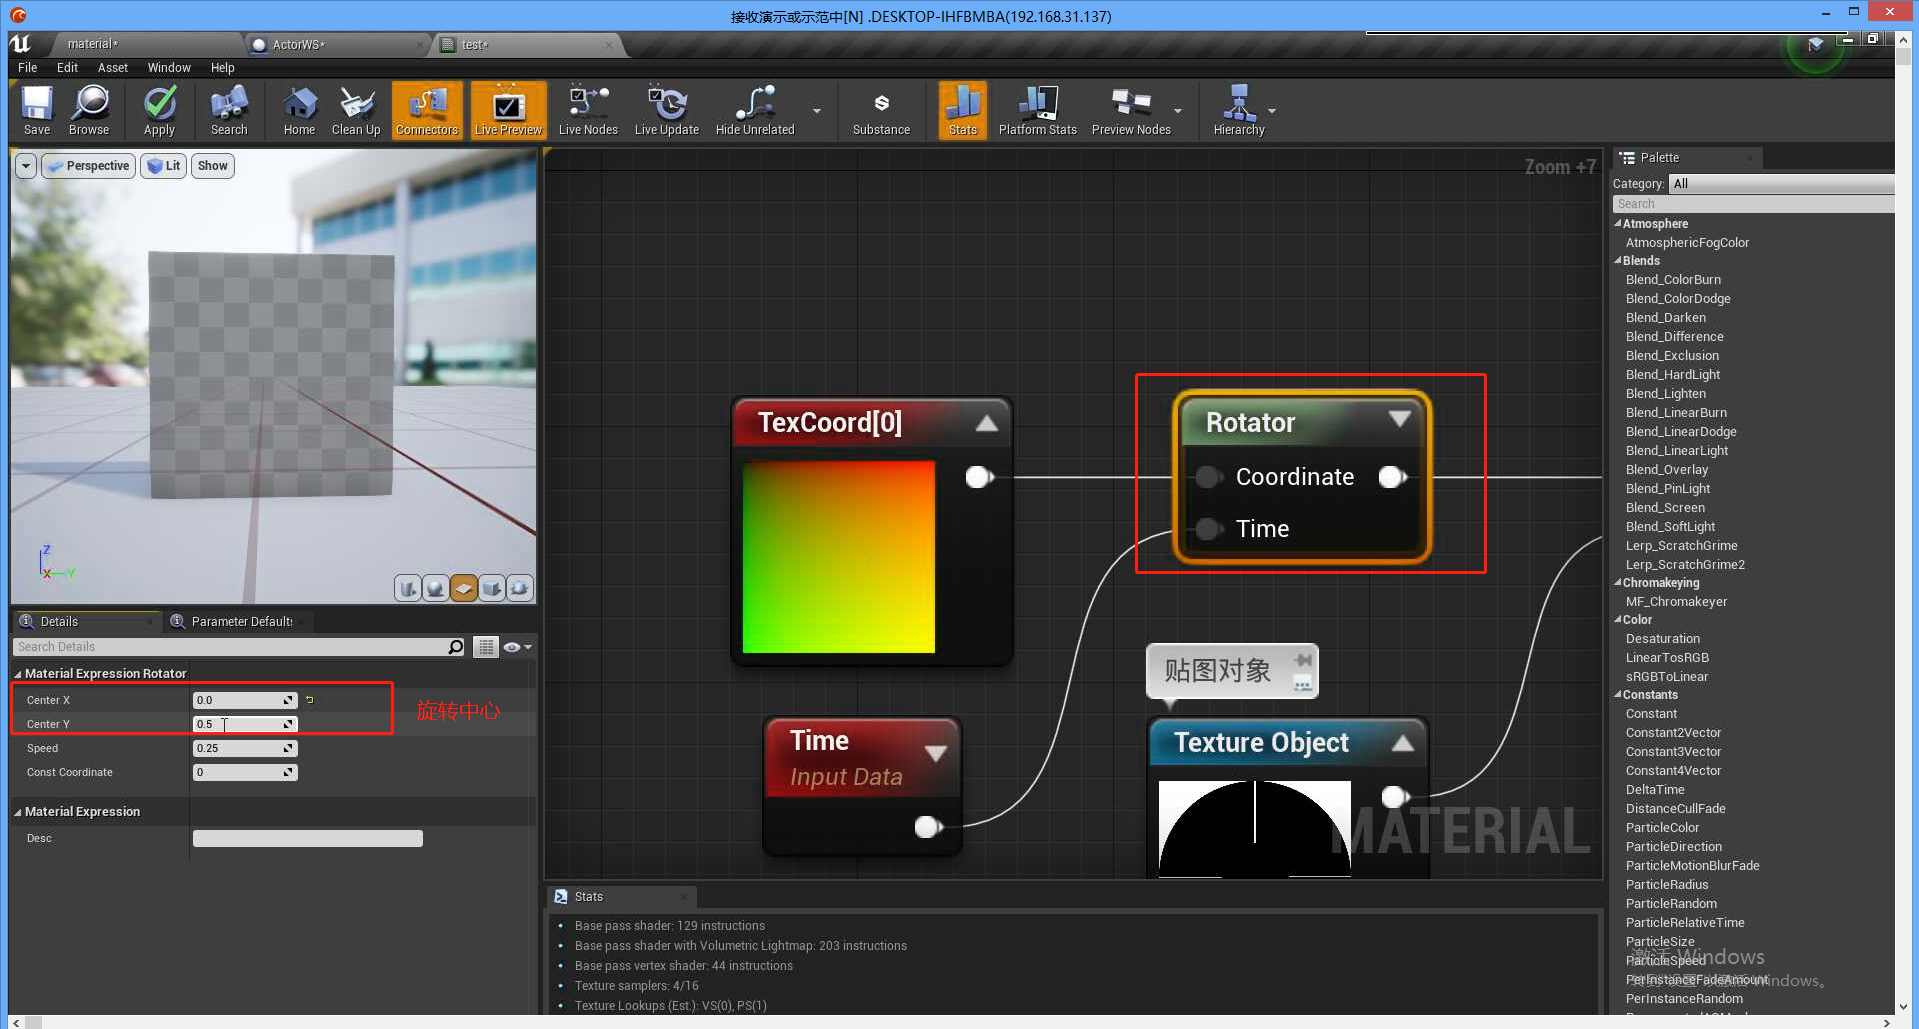 接收演示或示范中[N] .DESKTOP-IHFBMBA(192.168.31.137)
material*
ActorWS*
test*
File Edit Asset Window Help
Save Browse Apply Search Home Clean Up Connectors Live Preview Live Nodes Live Update Hide Unrelated Substance Stats Platform Stats Preview Nodes Hierarchy
Perspective Lit Show
Z
X
Y
Details
Parameter Defaults
Search Details
Material Expression Rotator
Center X 0.0
Center Y 0.5
旋转中心
Speed 0.25
Const Coordinate 0
Material Expression
Desc
Zoom +7
TexCoord[0]
Rotator
Coordinate
Time
贴图对象
Time
Input Data
Texture Object
MATERIAL
Stats
Base pass shader: 129 instructions
Base pass shader with Volumetric Lightmap: 203 instructions
Base pass vertex shader: 44 instructions
Texture samplers: 4/16
Texture Lookups (Est.): VS(0), PS(1)
Palette
Category: All
Search
Atmosphere
AtmosphericFogColor
Blends
Blend_ColorBurn
Blend_ColorDodge
Blend_Darken
Blend_Difference
Blend_Exclusion
Blend_HardLight
Blend_Lighten
Blend_LinearBurn
Blend_LinearDodge
Blend_LinearLight
Blend_Overlay
Blend_PinLight
Blend_Screen
Blend_SoftLight
Lerp_ScratchGrime
Lerp_ScratchGrime2
Chromakeying
MF_Chromakeyer
Color
Desaturation
LinearTosRGB
sRGBToLinear
Constants
Constant
Constant2Vector
Constant3Vector
Constant4Vector
DeltaTime
DistanceCullFade
ParticleColor
ParticleDirection
ParticleMotionBlurFade
ParticleRadius
ParticleRandom
ParticleRelativeTime
ParticleSize
激活 Windows
ParticleSpeed
PerInstanceFadeAmount
转到"设置"以激活 Windows。
PerInstanceRandom